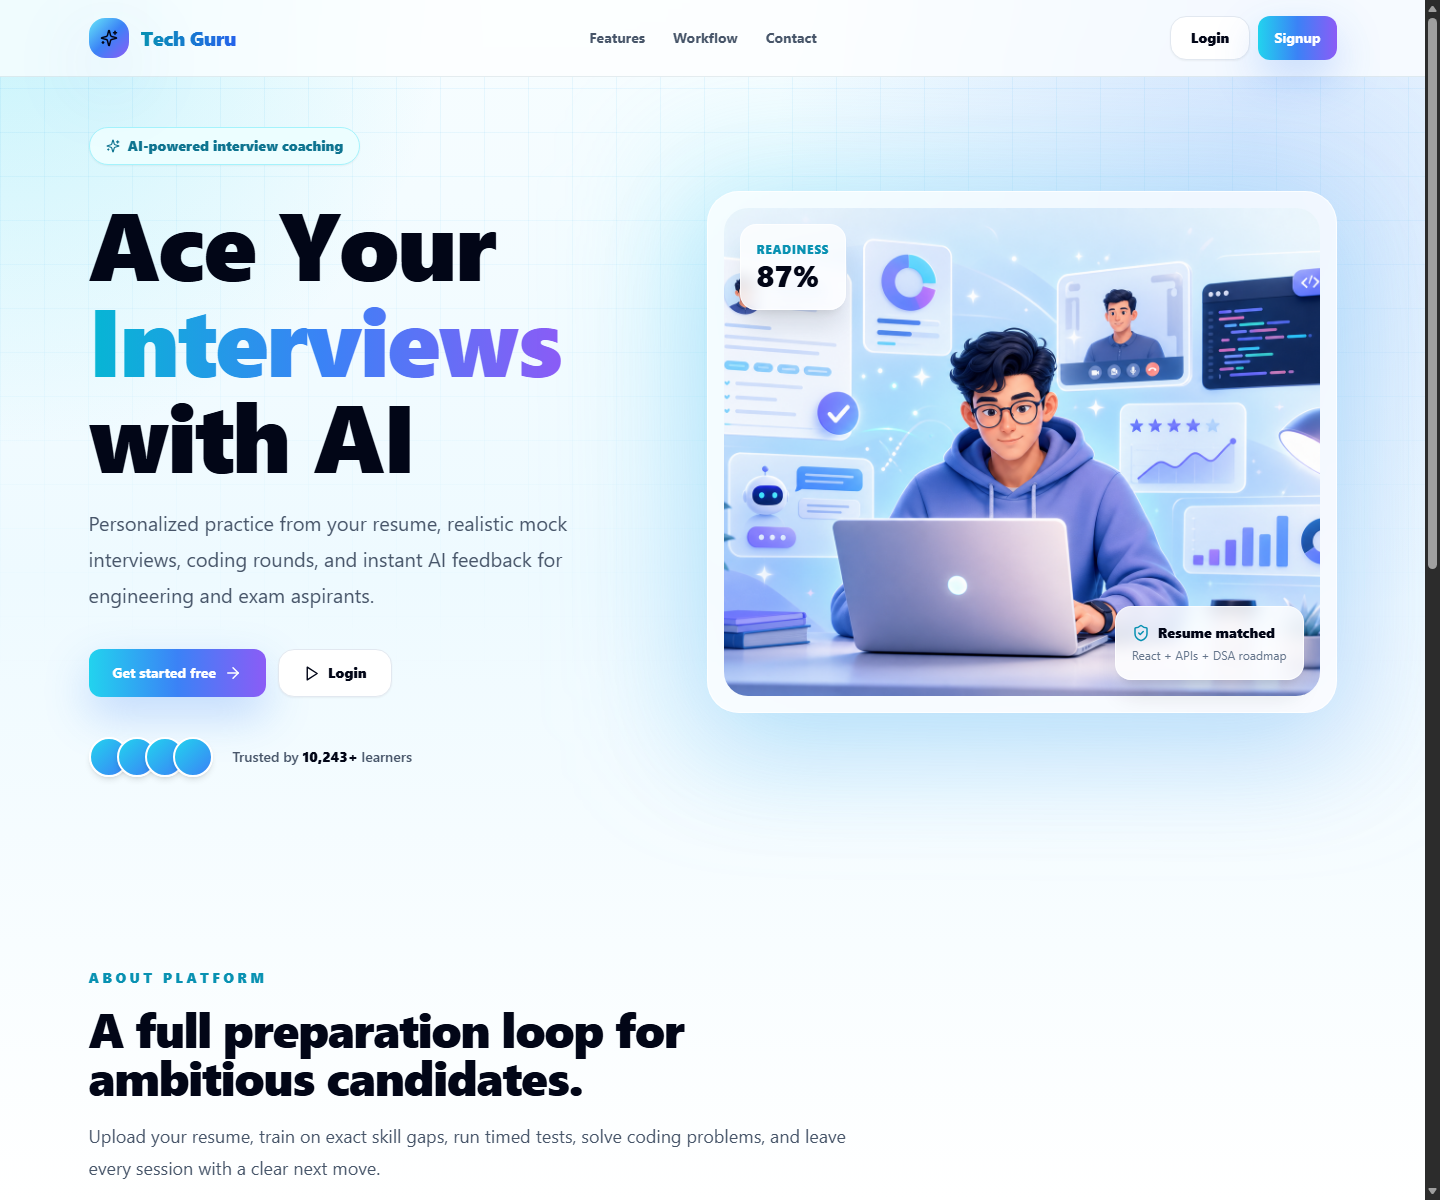 Tech Guru
Features
Workflow
Contact
Login
Signup
AI-powered interview coaching
Ace Your
Interviews
with AI
Personalized practice from your resume, realistic mock
interviews, coding rounds, and instant AI feedback for
engineering and exam aspirants.
Get started free
Login
Trusted by 10,243+ learners
READINESS
87%
</>
Resume matched
React + APIs + DSA roadmap
ABOUT PLATFORM
A full preparation loop for
ambitious candidates.
Upload your resume, train on exact skill gaps, run timed tests, solve coding problems, and leave
every session with a clear next move.